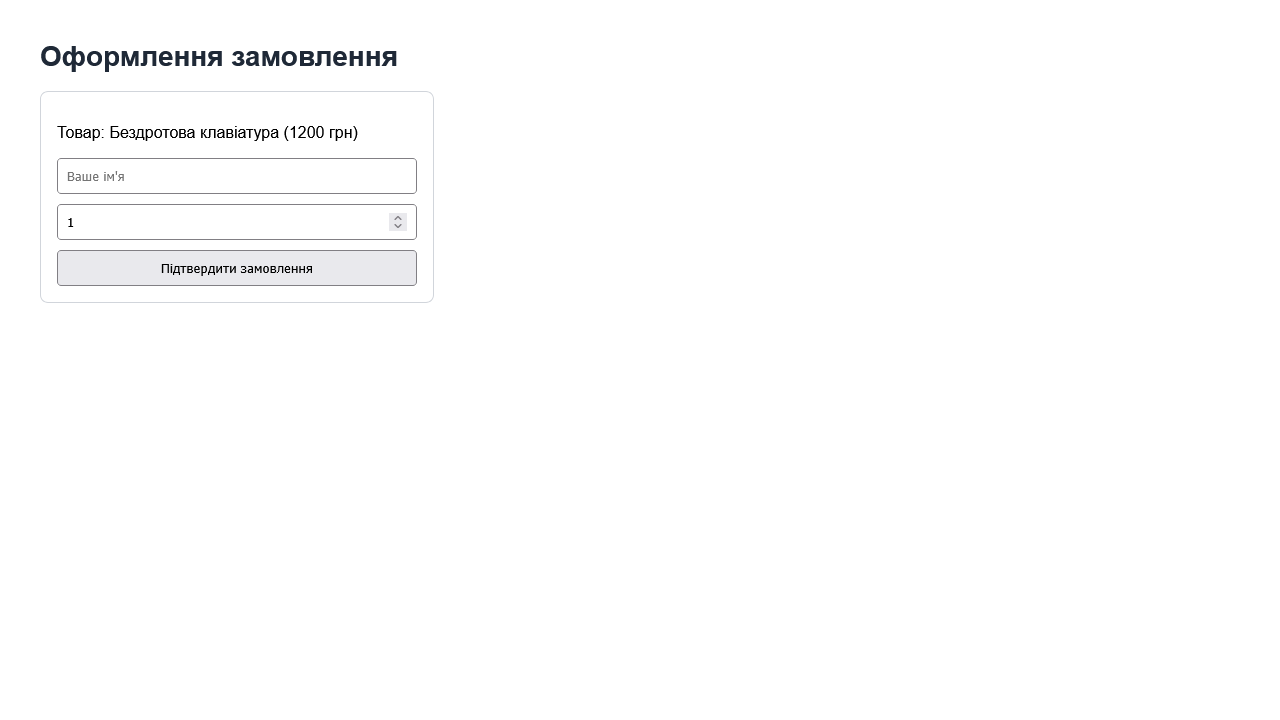 Оформлення замовлення
Товар: Бездротова клавіатура (1200 грн)
Ваше ім'я
1
Підтвердити замовлення